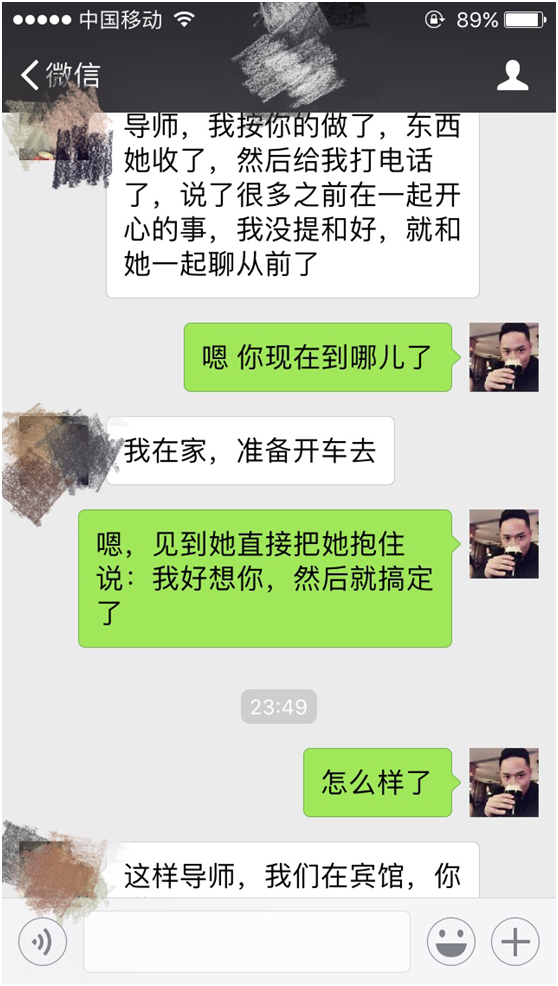 中国移动 89%
微信
导师，我按你的做了，东西
她收了，然后给我打电话
了，说了很多之前在一起开
心的事，我没提和好，就和
她一起聊从前了
嗯 你现在到哪儿了
我在家，准备开车去
嗯，见到她直接把她抱住
说：我好想你，然后就搞定
了
23:49
怎么样了
这样导师，我们在宾馆，你